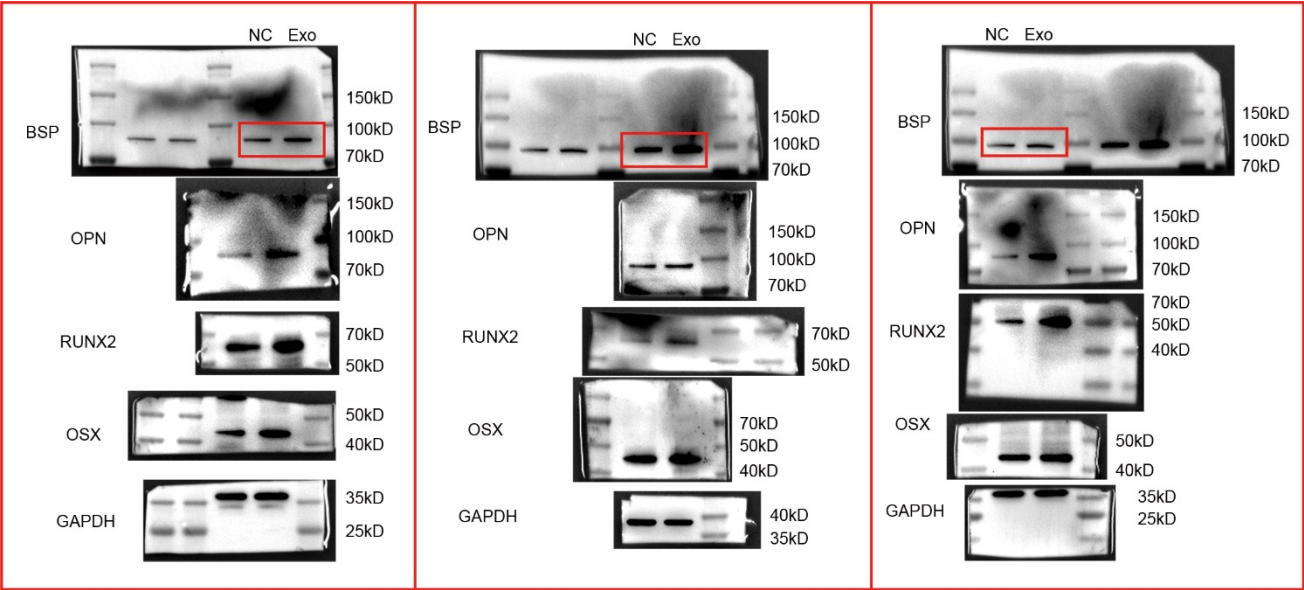 NC Exo
BSP
150kD
100kD
70kD
OPN
150kD
100kD
70kD
RUNX2
70kD
50kD
OSX
50kD
40kD
GAPDH
35kD
25kD
NC Exo
BSP
150kD
100kD
70kD
OPN
150kD
100kD
70kD
RUNX2
70kD
50kD
OSX
70kD
50kD
40kD
GAPDH
40kD
35kD
NC Exo
BSP
150kD
100kD
70kD
OPN
150kD
100kD
70kD
RUNX2
70kD
50kD
40kD
OSX
50kD
40kD
GAPDH
35kD
25kD